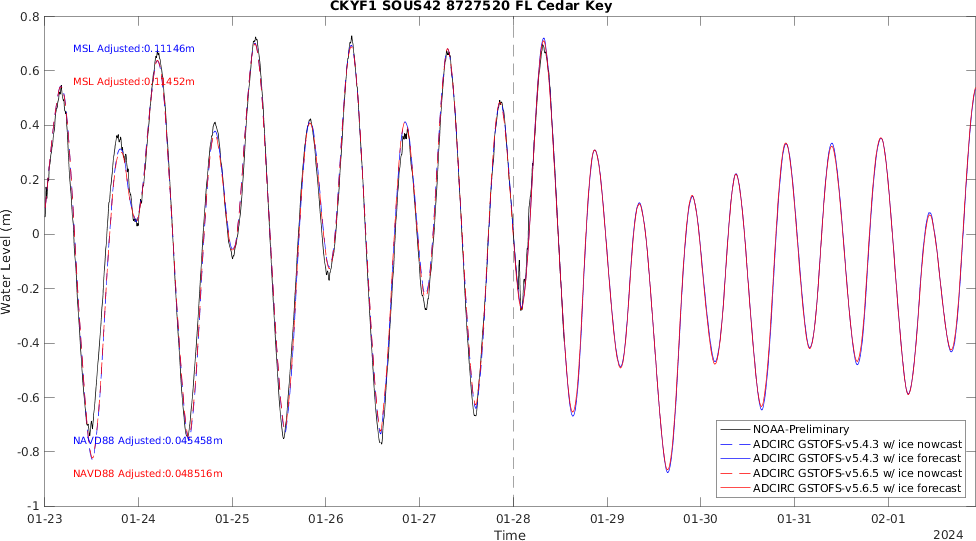 CKYF1 SOUS42 8727520 FL Cedar Key
0.8
0.6
0.4
0.2
0
-0.2
-0.4
-0.6
-0.8
-1
Water Level (m)
MSL Adjusted:0.11146m
MSL Adjusted:0.11452m
NAVD88 Adjusted:0.045458m
NAVD88 Adjusted:0.048516m
NOAA-Preliminary
ADCIRC GSTOFS-v5.4.3 w/ ice nowcast
ADCIRC GSTOFS-v5.4.3 w/ ice forecast
ADCIRC GSTOFS-v5.6.5 w/ ice nowcast
ADCIRC GSTOFS-v5.6.5 w/ ice forecast
01-23 01-24 01-25 01-26 01-27 01-28 01-29 01-30 01-31 02-01
Time
2024